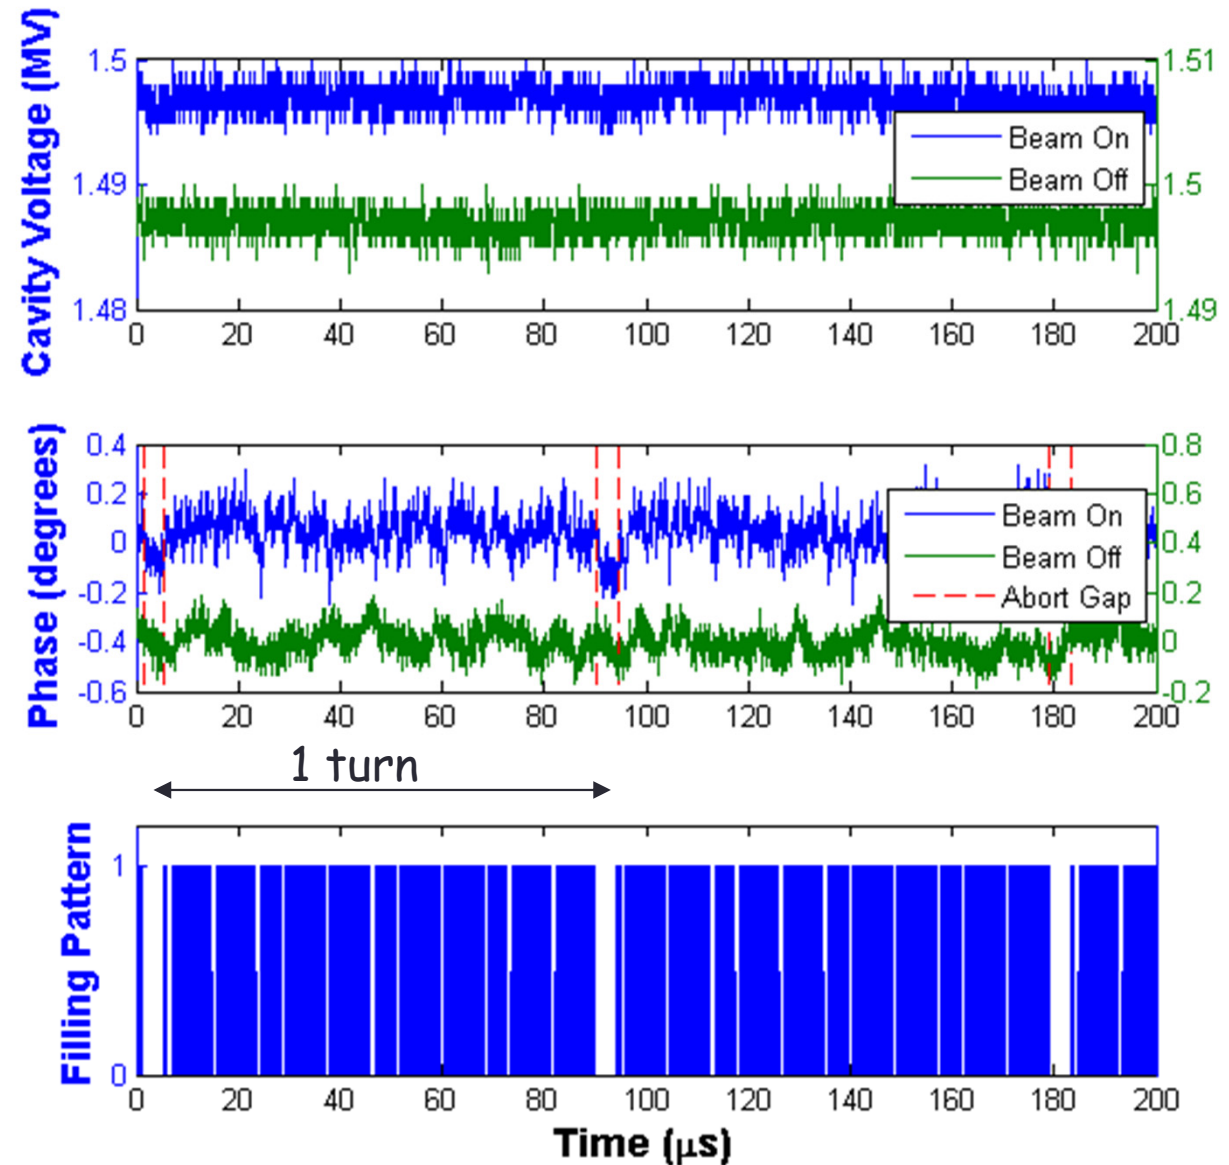 Cavity Voltage (MV)
1.5
1.49
1.48
1.51
1.5
1.49
Beam On
Beam Off
0 20 40 60 80 100 120 140 160 180 200
Phase (degrees)
0.4
0.2
0
-0.2
-0.4
-0.6
0.8
0.6
0.4
0.2
0
-0.2
Beam On
Beam Off
Abort Gap
0 20 40 60 80 100 120 140 160 180 200
1 turn
Filling Pattern
1
0
0 20 40 60 80 100 120 140 160 180 200
Time (μs)